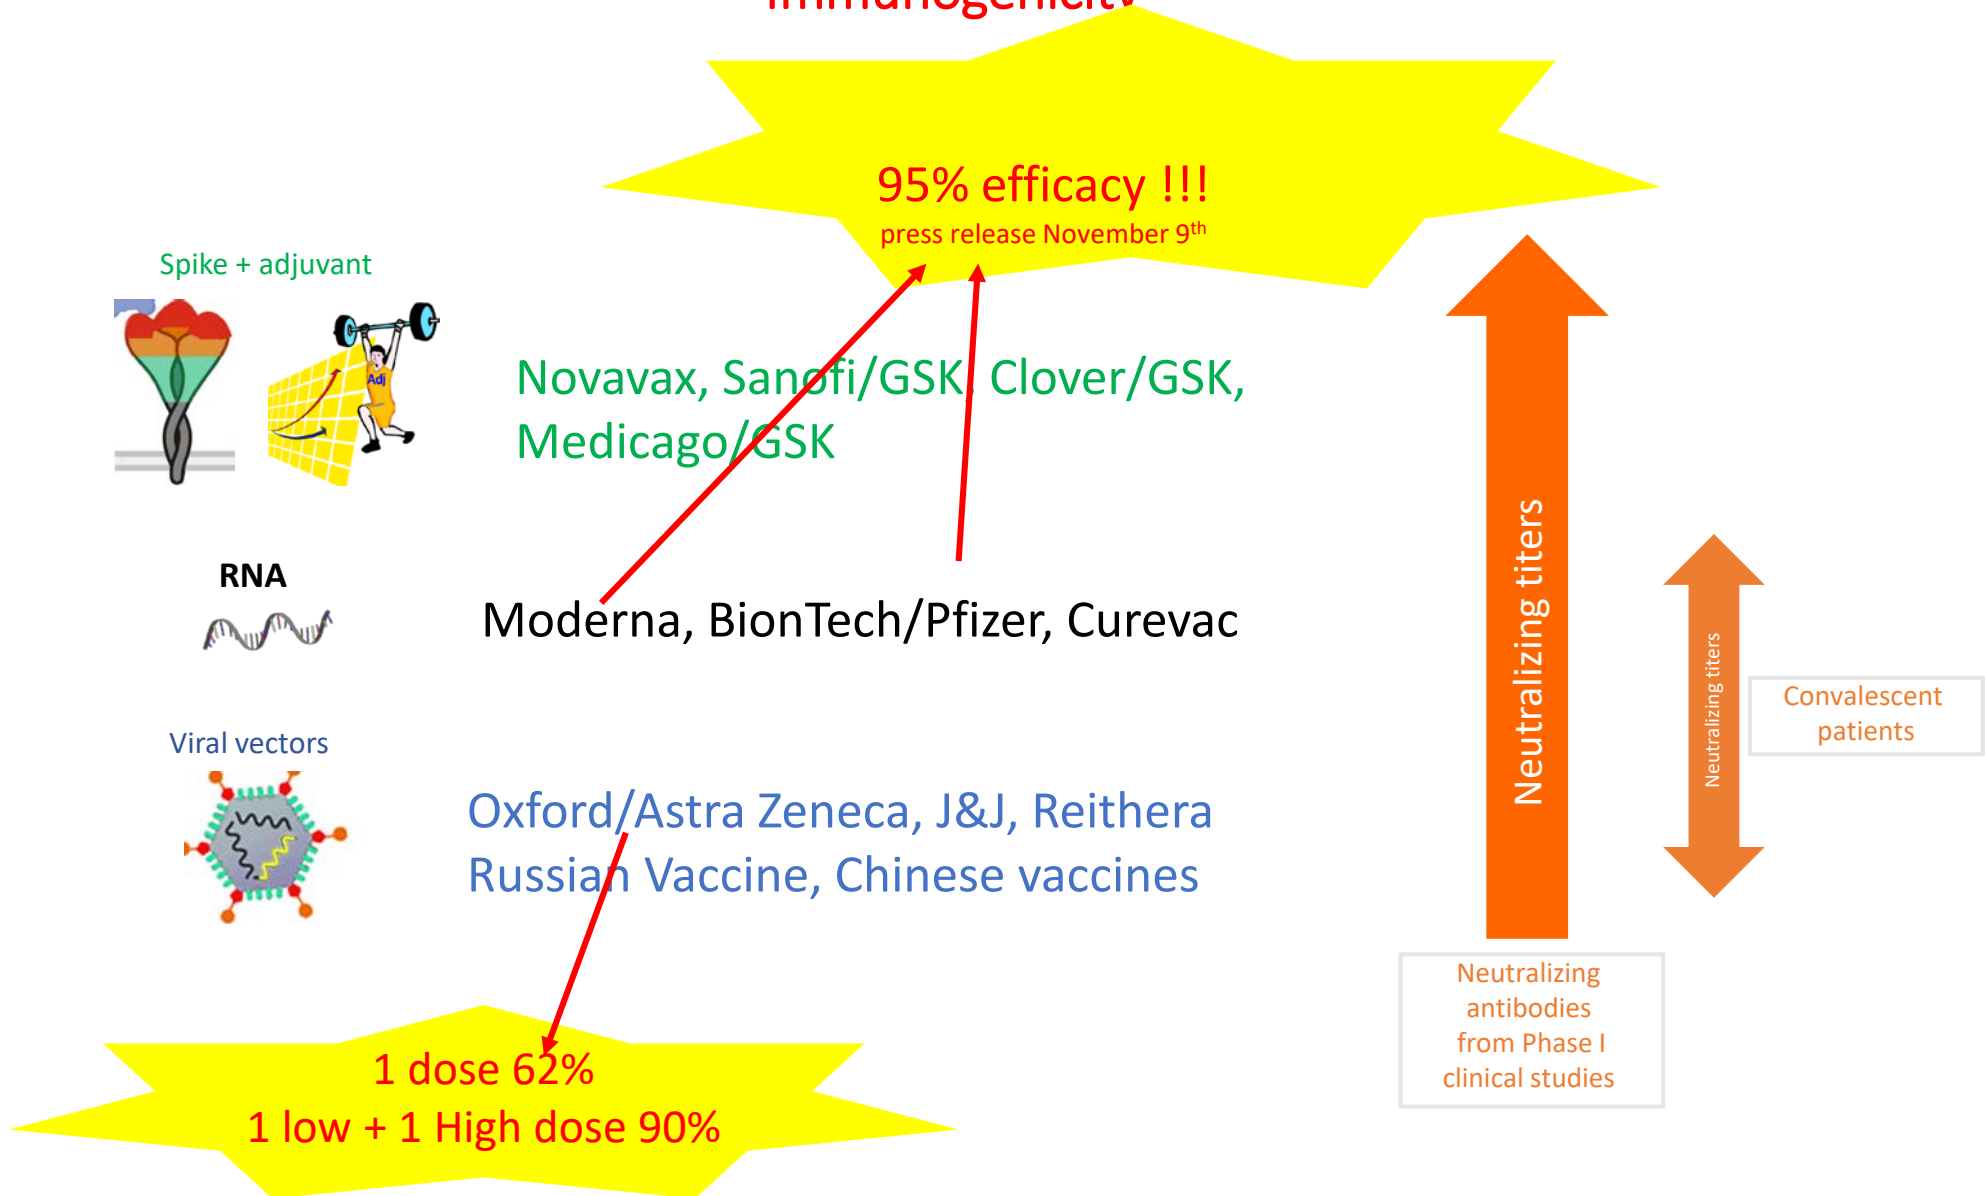 Immunogenicity
95% efficacy !!!
press release November 9th
Spike + adjuvant
Adj
Novavax, Sanofi/GSK, Clover/GSK,
Medicago/GSK
RNA
Moderna, BionTech/Pfizer, Curevac
Viral vectors
Oxford/Astra Zeneca, J&J, Reithera
Russian Vaccine, Chinese vaccines
1 dose 62%
1 low + 1 High dose 90%
Neutralizing titers
Neutralizing titers
Convalescent
patients
Neutralizing
antibodies
from Phase I
clinical studies